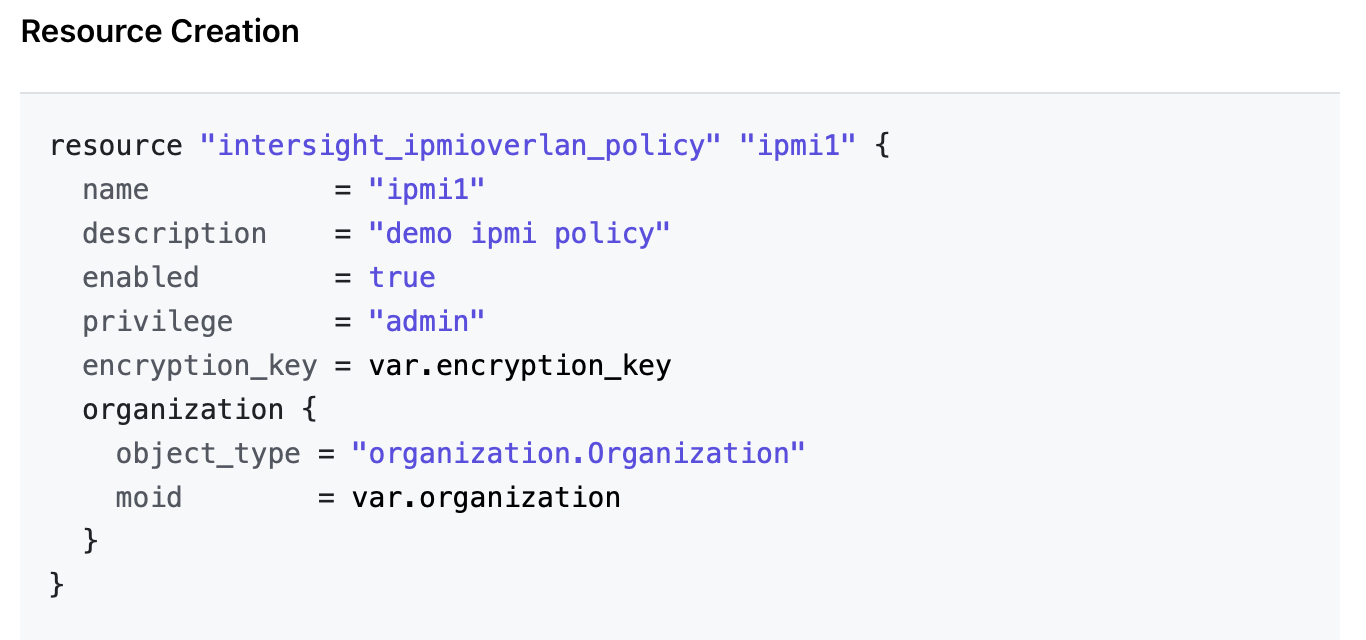 Resource Creation
resource "intersight_ipmioverlan_policy" "ipmi1" {
  name           = "ipmi1"
  description    = "demo ipmi policy"
  enabled        = true
  privilege      = "admin"
  encryption_key = var.encryption_key
  organization {
    object_type = "organization.Organization"
    moid        = var.organization
  }
}